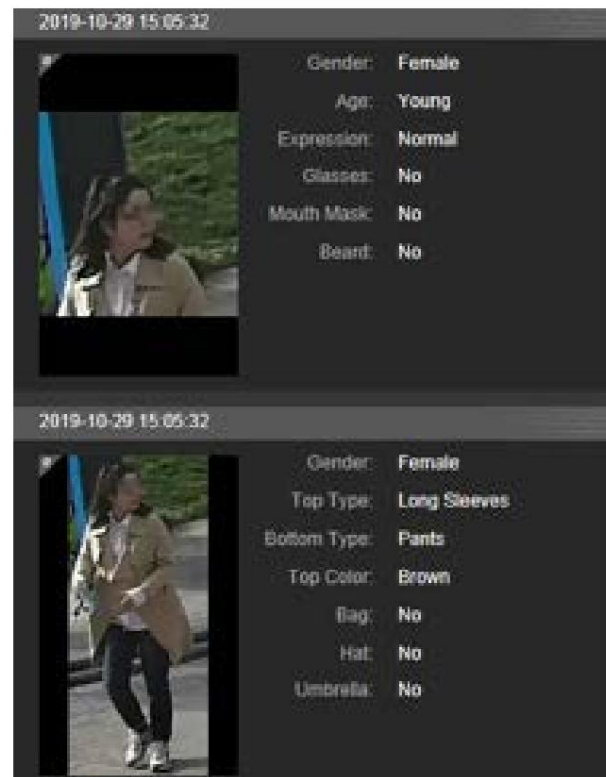 2019-10-29 15:05:32
Gender: Female
Age: Young
Expression: Normal
Glasses: No
Mouth Mask: No
Beard: No
2019-10-29 15:05:32
Gender: Female
Top Type: Long Sleeves
Bottom Type: Pants
Top Color: Brown
Bag: No
Hat: No
Umbrella: No